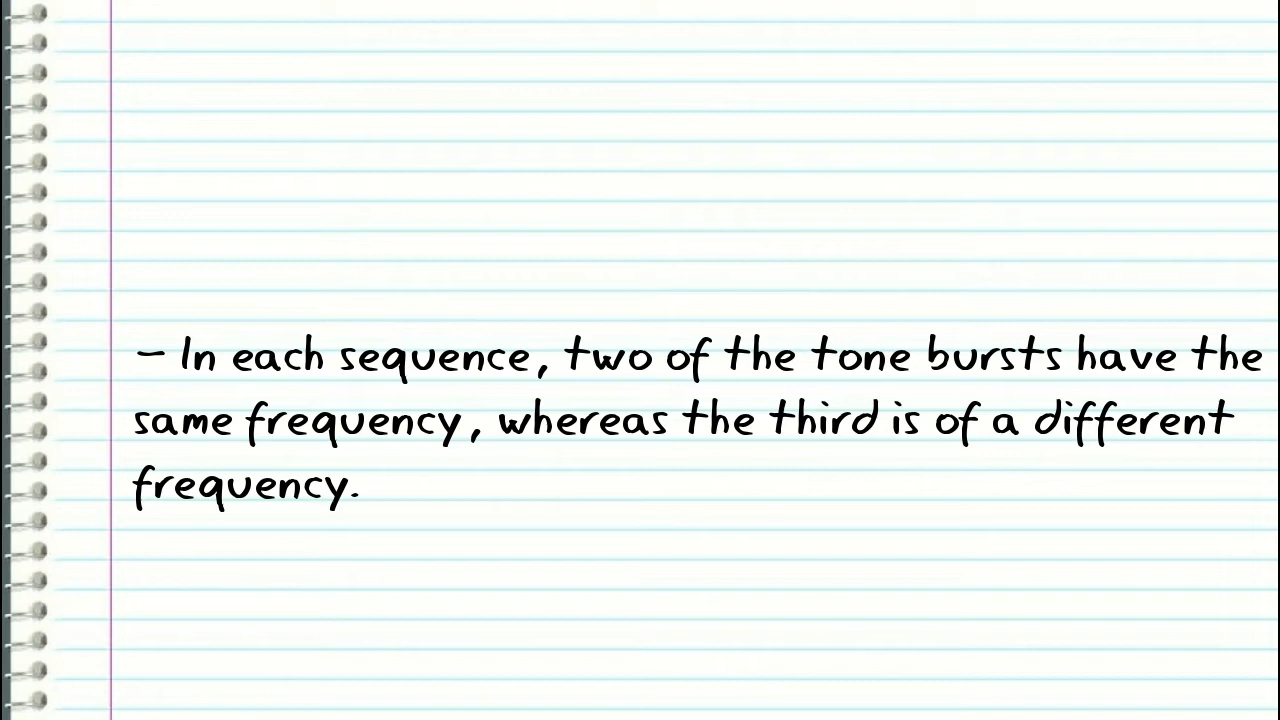 – In each sequence, two of the tone bursts have the
same frequency, whereas the third is of a different
frequency.